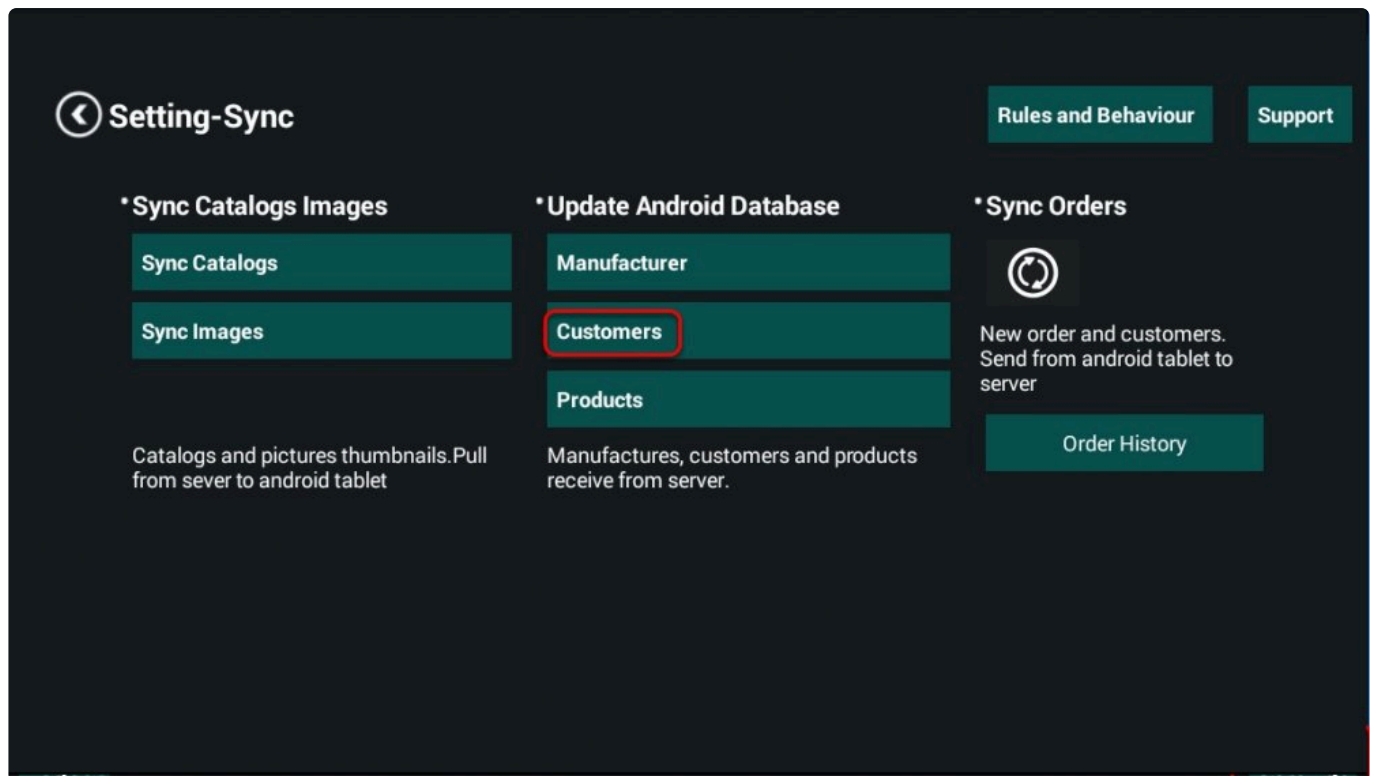 Setting-Sync
Rules and Behaviour
Support
Sync Catalogs Images
Sync Catalogs
Sync Images
Catalogs and pictures thumbnails.Pull
from sever to android tablet
Update Android Database
Manufacturer
Customers
Products
Manufactures, customers and products
receive from server.
Sync Orders
New order and customers.
Send from android tablet to
server
Order History